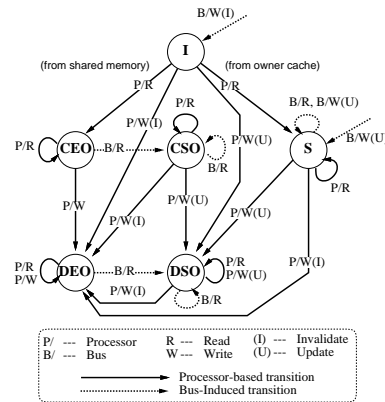 B/W(I)
I
(from shared memory)
(from owner cache)
P/R
P/R
P/W(I)
P/R
B/R, B/W(U)
P/W(U)
B/W(U)
P/R
CEO
B/R
CSO
B/R
S
P/R
P/W
P/W(I)
P/W(U)
P/W(U)
P/W(I)
P/R
P/W
DEO
B/R
DSO
P/R
P/W(U)
P/W(I)
B/R
P/ --- Processor R --- Read (I) --- Invalidate
B/ --- Bus W --- Write (U) --- Update
Processor-based transition
Bus-Induced transition